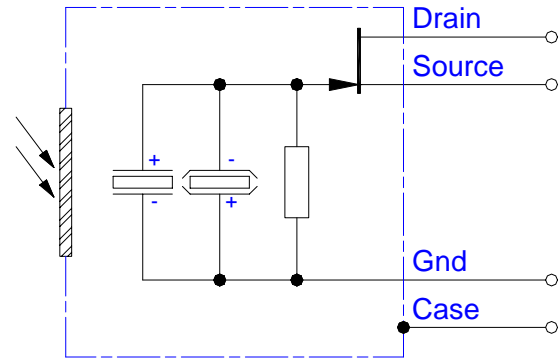 Drain
Source
+ -
- +
Gnd
Case